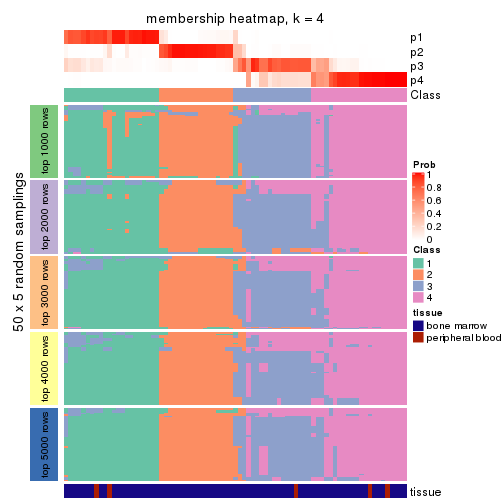 membership heatmap, k = 4
p1
p2
p3
p4
Class
50 x 5 random samplings
top 1000 rows
top 2000 rows
top 3000 rows
top 4000 rows
top 5000 rows
tissue
Prob
1
0.8
0.6
0.4
0.2
0
Class
1
2
3
4
tissue
bone marrow
peripheral blood